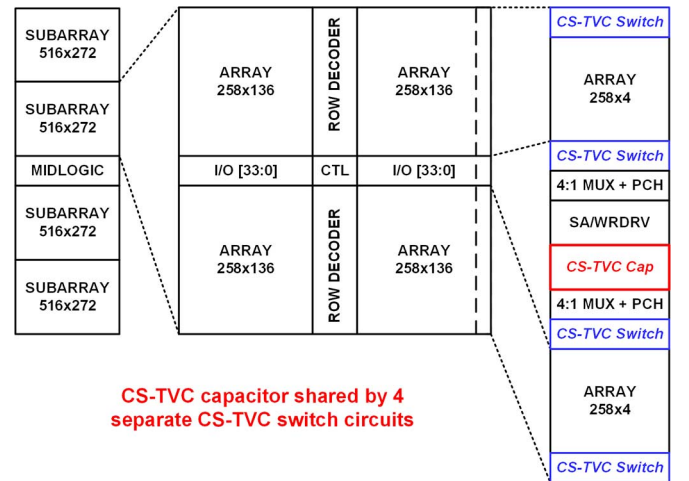 SUBARRAY
516x272
SUBARRAY
516x272
MIDLOGIC
SUBARRAY
516x272
SUBARRAY
516x272
ARRAY
258x136
ROW DECODER
ARRAY
258x136
I/O [33:0]
CTL
I/O [33:0]
ARRAY
258x136
ROW DECODER
ARRAY
258x136
CS-TVC Switch
ARRAY
258x4
CS-TVC Switch
4:1 MUX + PCH
SA/WRDRV
CS-TVC Cap
4:1 MUX + PCH
CS-TVC Switch
ARRAY
258x4
CS-TVC Switch
CS-TVC capacitor shared by 4
separate CS-TVC switch circuits